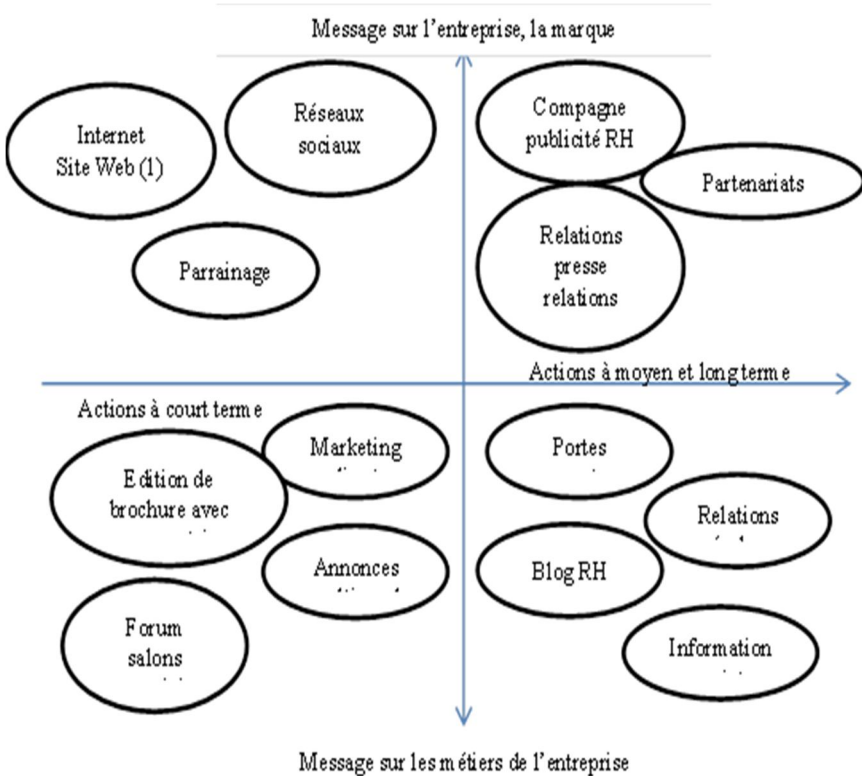 Message sur l'entreprise, la marque
Internet
Site Web (1)
Réseaux
sociaux
Compagne
publicité RH
Partenariats
Parrainage
Relations
presse
relations
Actions à moyen et long terme
Actions à court terme
Edition de
brochure avec
Marketing
Portes
Relations
Annonces
Blog RH
Forum
salons
Information
Message sur les métiers de l'entreprise